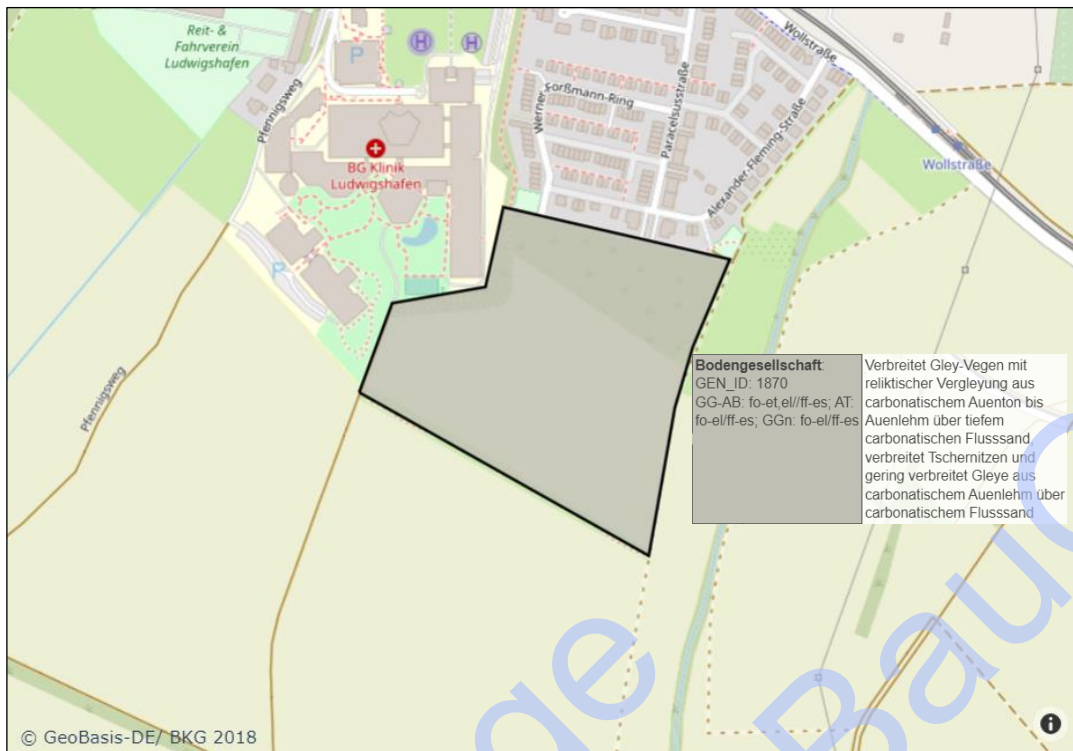 Reit- &
Fahrverein
Ludwigshafen
Pfennigsweg
P
H
H
BG Klinik
Ludwigshafen
P
Werner-Forßmann-Ring
Paracelsusstraße
Alexander-Fleming-Straße
Wollstraße
Wollstraße
Pfennigsweg
Bodengesellschaft:
GEN_ID: 1870
GG-AB: fo-et,el//ff-es; AT:
fo-el/ff-es; GGn: fo-el/ff-es
Verbreitet Gley-Vegen mit
reliktischer Vergleyung aus
carbonatischem Auenton bis
Auenlehm über tiefem
carbonatischen Flusssand,
verbreitet Tschernitzen und
gering verbreitet Gleye aus
carbonatischem Auenlehm über
carbonatischem Flusssand
© GeoBasis-DE/ BKG 2018
i
ge
BauG